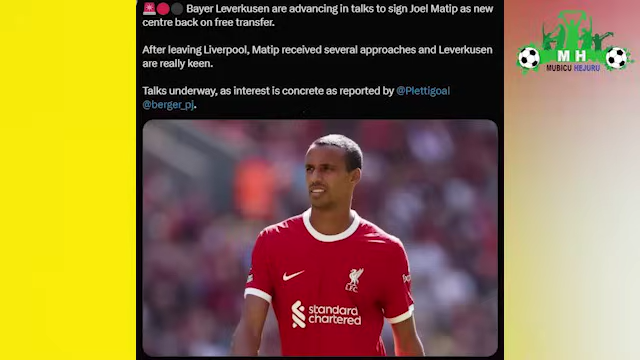 🚨🔴⚫ Bayer Leverkusen are advancing in talks to sign Joel Matip as new
centre back on free transfer.
After leaving Liverpool, Matip received several approaches and Leverkusen
are really keen.
Talks underway, as interest is concrete as reported by @Plettigoal
@berger_pj.
M H
MUBICU HEJURU
L.F.C.
standard
chartered